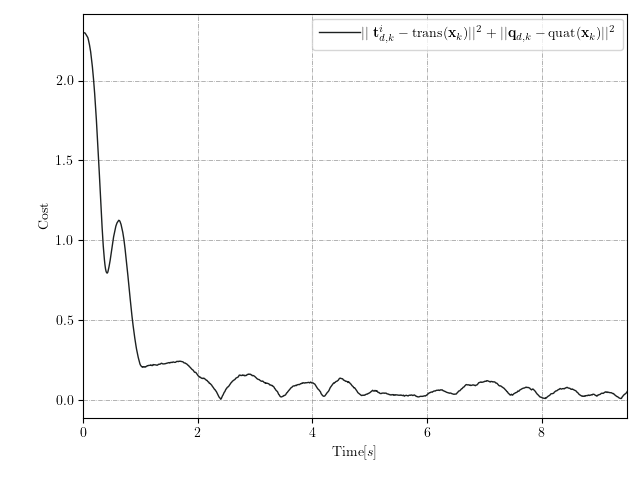 || t^i_{d,k} − trans(x_k)||^2 + ||q_{d,k} − quat(x_k)||^2
2.0
1.5
1.0
0.5
0.0
Cost
0 2 4 6 8
Time[s]